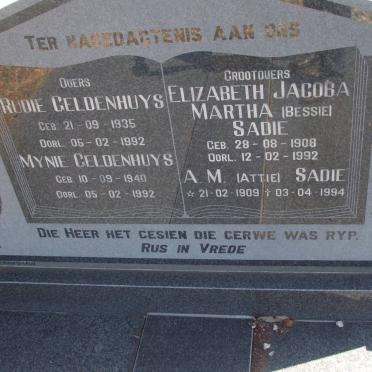 TER NAGEDAGTENIS AAN ONS
OUERS
RUDIE GELDENHUYS
GEB. 21-09-1935
OORL. 05-02-1992
MYNIE GELDENHUYS
GEB. 10-09-1940
OORL. 05-02-1992
GROOTOUERS
ELIZABETH JACOBA
MARTHA (BESSIE)
SADIE
GEB. 28-08-1908
OORL. 12-02-1992
A.M. (ATTIE) SADIE
☆ 21-02-1909 ✝ 03-04-1994
DIE HEER HET GESIEN DIE GERWE WAS RYP.
RUS IN VREDE